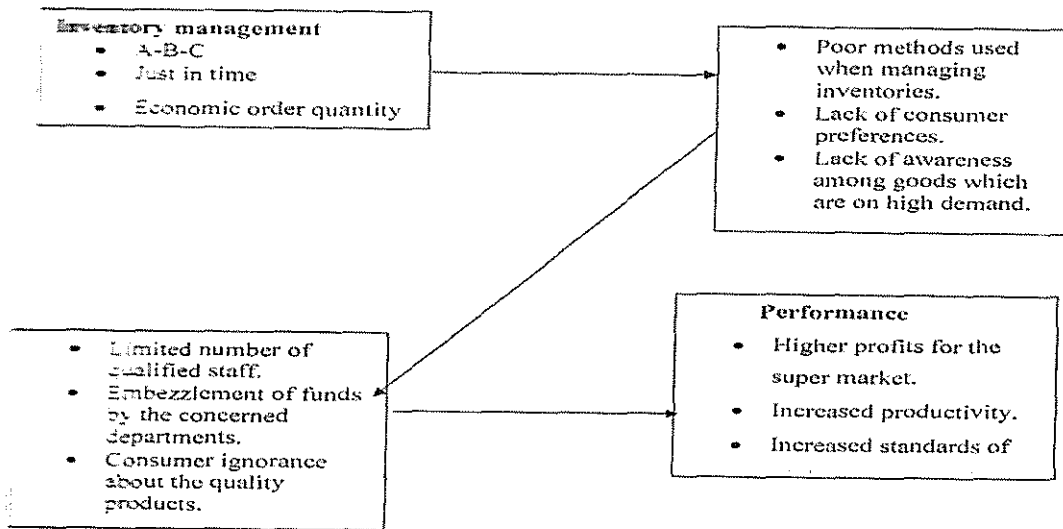 Inventory management
• A-B-C
• Just in time
• Economic order quantity
• Poor methods used
when managing
inventories.
• Lack of consumer
preferences.
• Lack of awareness
among goods which
are on high demand.
• Limited number of
qualified staff.
• Embezzlement of funds
by the concerned
departments.
• Consumer ignorance
about the quality
products.
Performance
• Higher profits for the
super market.
• Increased productivity.
• Increased standards of